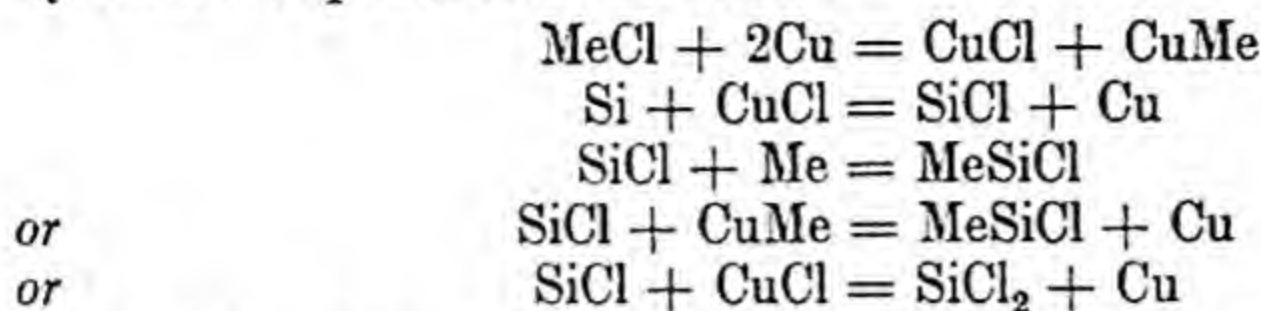 MeCl + 2Cu = CuCl + CuMe
Si + CuCl = SiCl + Cu
SiCl + Me = MeSiCl
or SiCl + CuMe = MeSiCl + Cu
or SiCl + CuCl = SiCl₂ + Cu